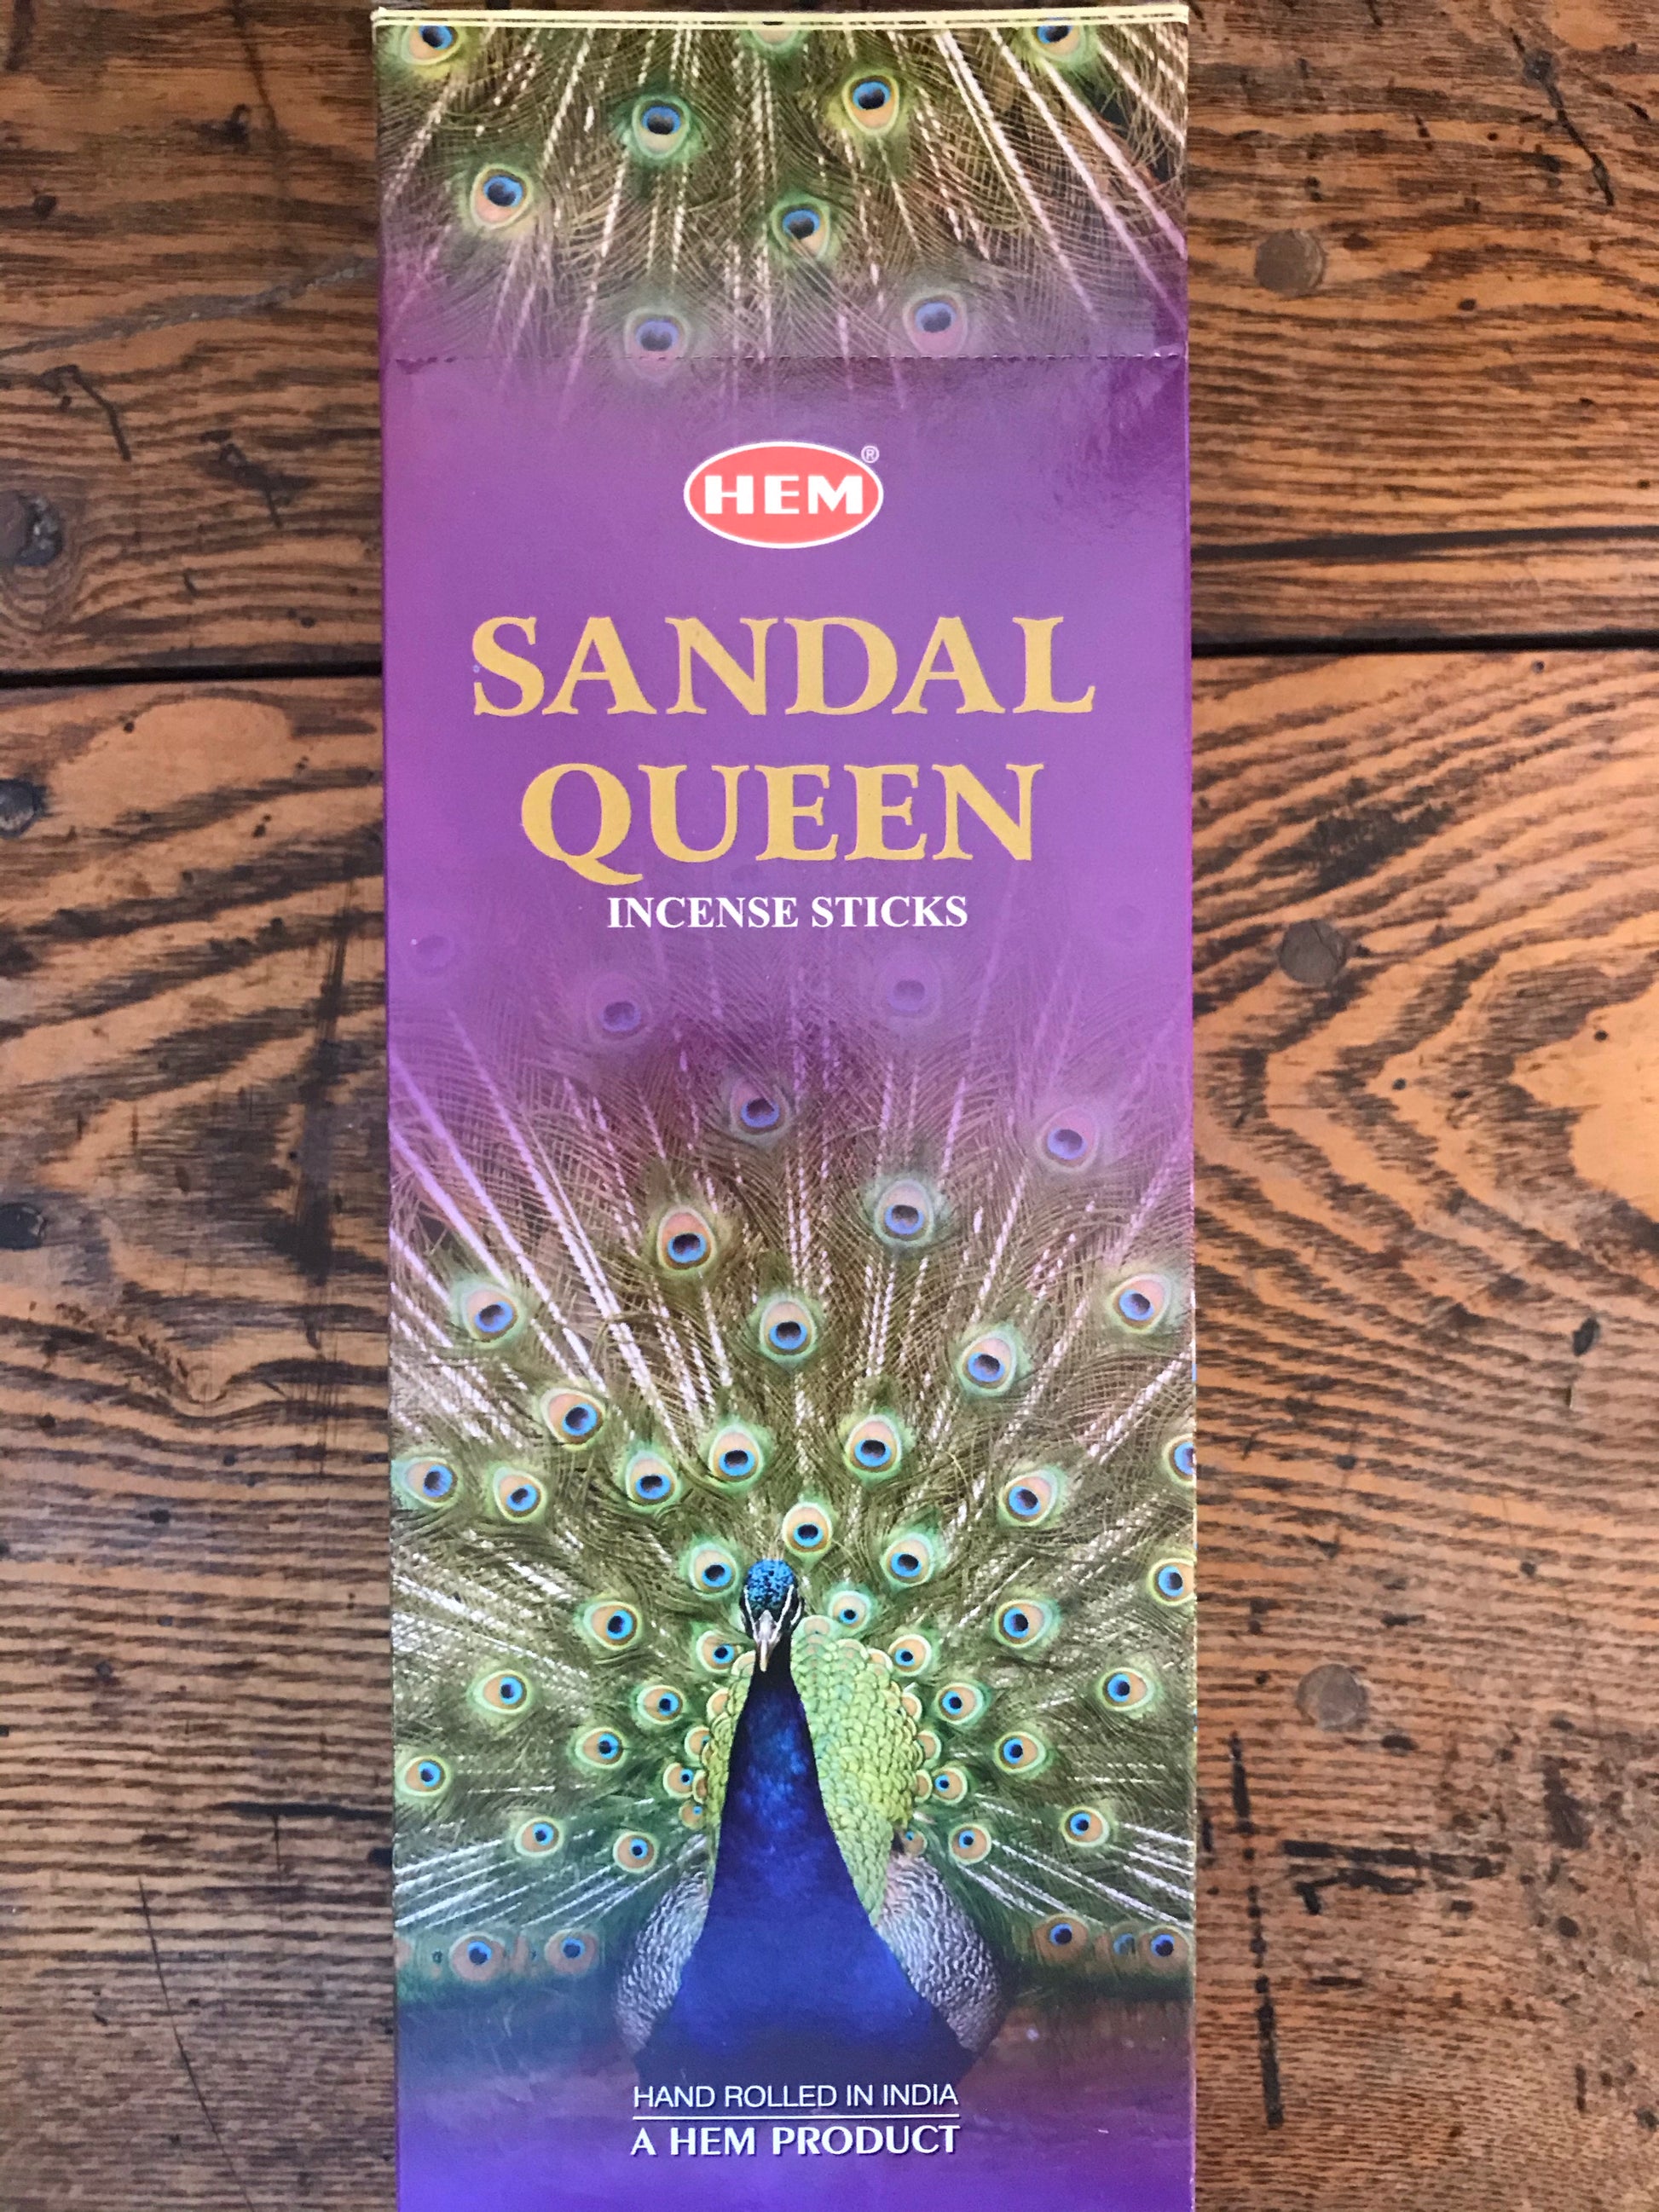 HEM®
SANDAL
QUEEN
INCENSE STICKS
HAND ROLLED IN INDIA
A HEM PRODUCT